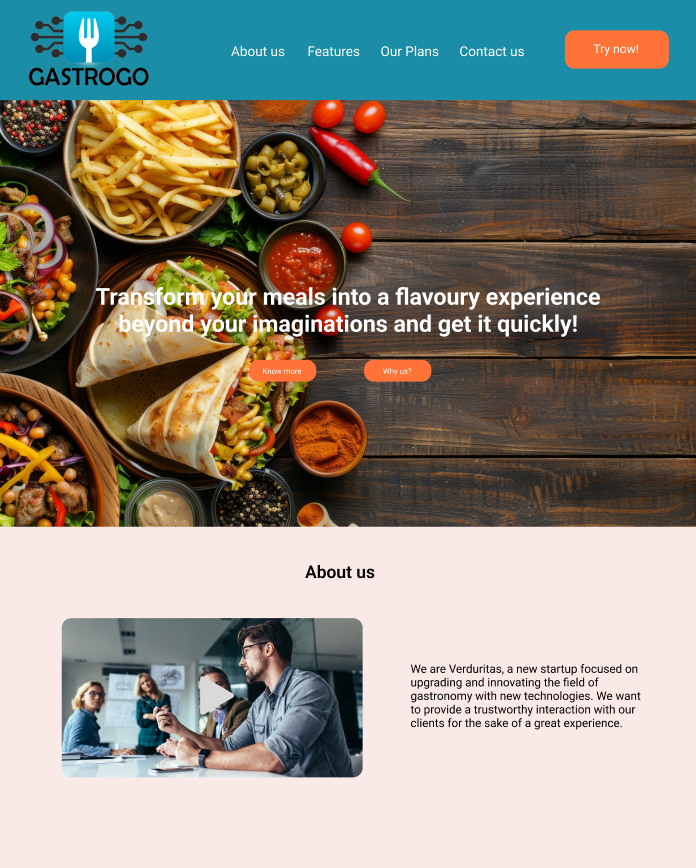 GASTROGO
About us Features Our Plans Contact us Try now!
Transform your meals into a flavoury experience
beyond your imaginations and get it quickly!
Know more Why us?
About us
We are Verduritas, a new startup focused on
upgrading and innovating the field of
gastronomy with new technologies. We want
to provide a trustworthy interaction with our
clients for the sake of a great experience.